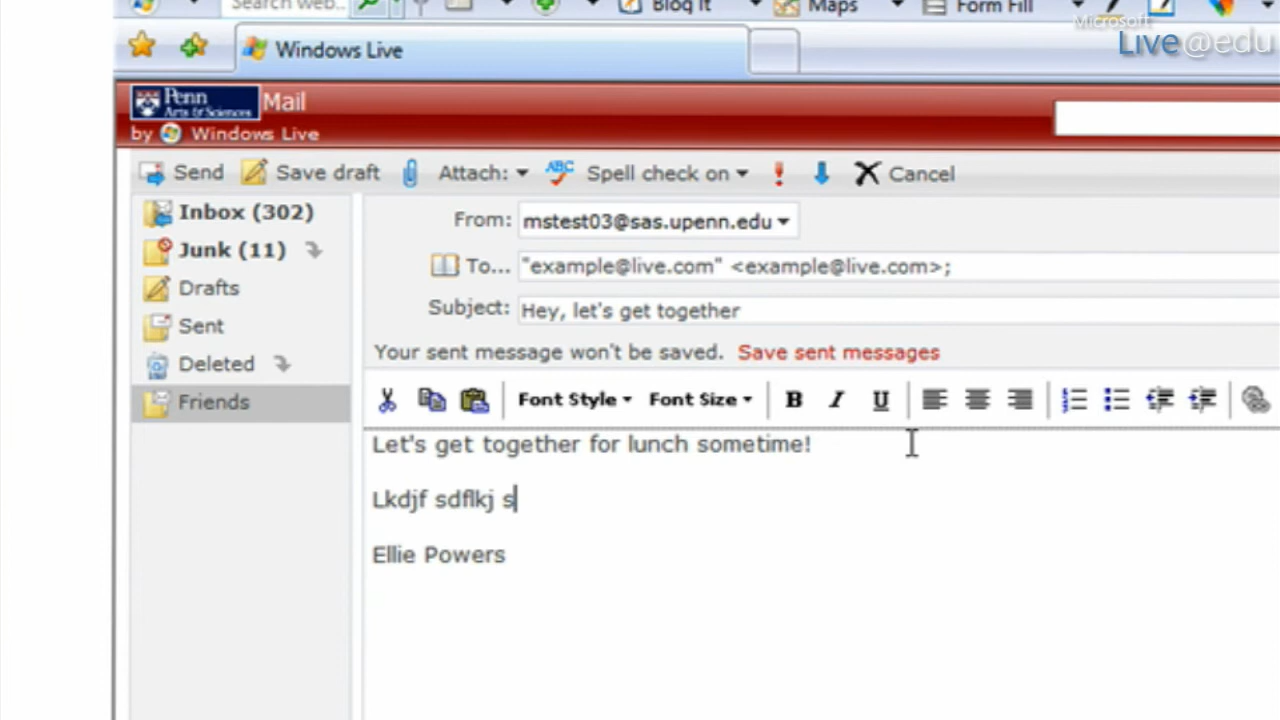 Search web...
Blog It
Maps
Form Fill
Microsoft
Live@edu
Windows Live
Penn
Arts & Sciences
Mail
by Windows Live
Send
Save draft
Attach:
ABC
Spell check on
Cancel
Inbox (302)
Junk (11)
Drafts
Sent
Deleted
Friends
From: mstest03@sas.upenn.edu
To... "example@live.com" <example@live.com>;
Subject: Hey, let's get together
Your sent message won't be saved. Save sent messages
Font Style
Font Size
B I U
Let's get together for lunch sometime!
Lkdjf sdflkj s
Ellie Powers